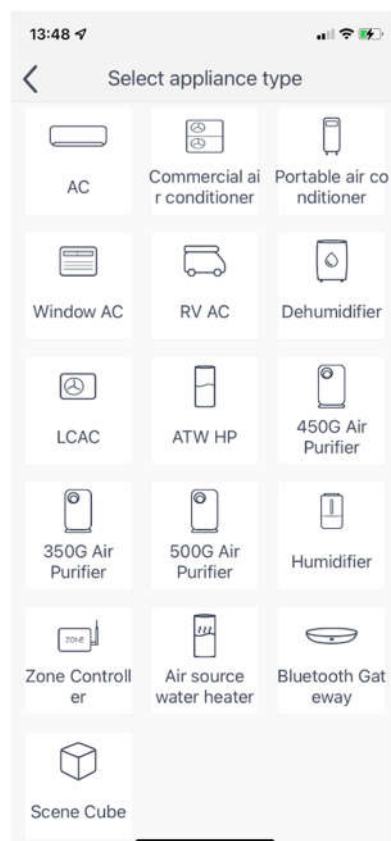 13:48
Select appliance type
AC
Commercial ai
r conditioner
Portable air co
nditioner
Window AC
RV AC
Dehumidifier
LCAC
ATW HP
450G Air
Purifier
350G Air
Purifier
500G Air
Purifier
Humidifier
ZONE
Zone Controll
er
Air source
water heater
Bluetooth Gat
eway
Scene Cube